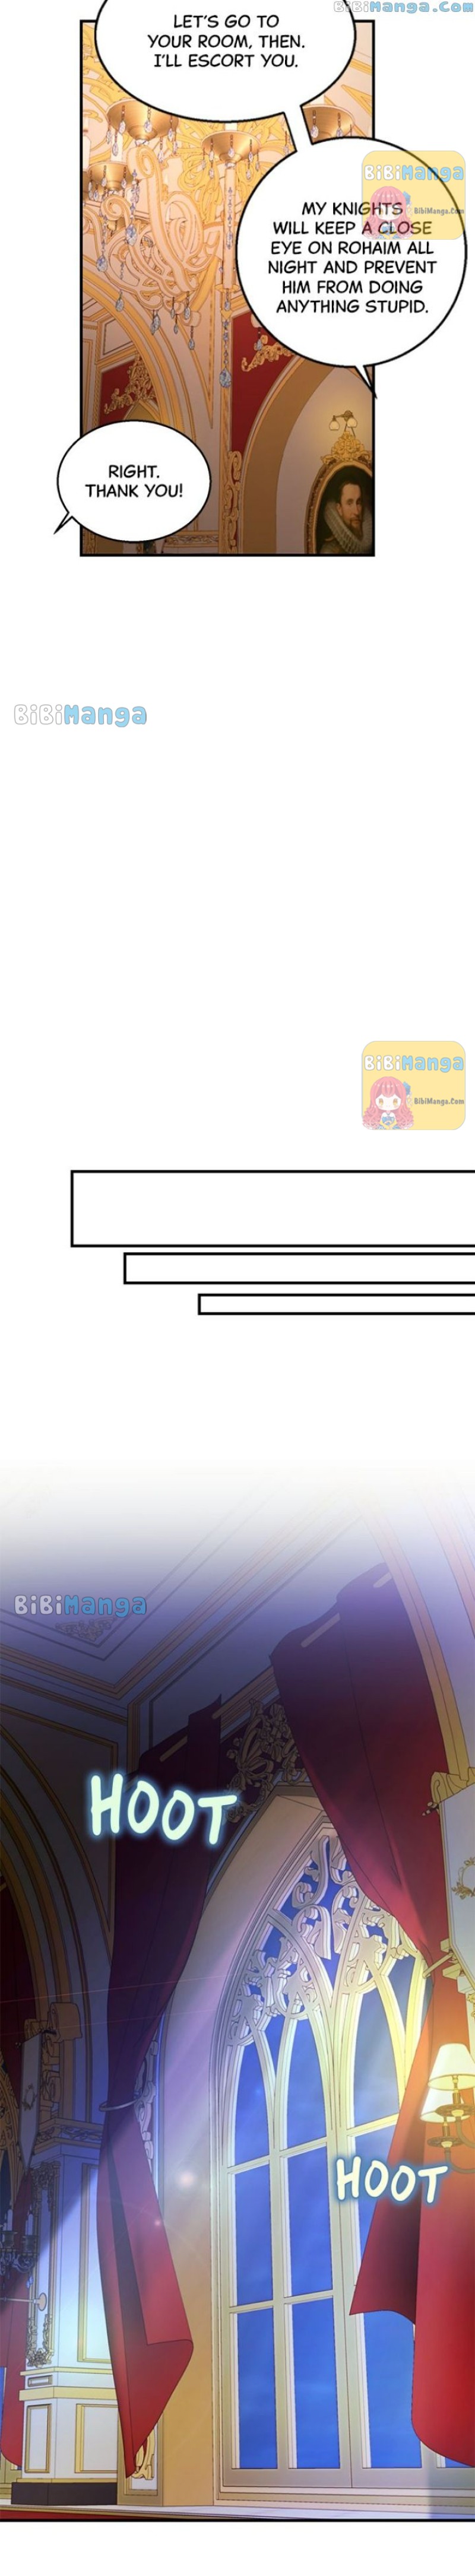 BiBiManga.Com
LET'S GO TO
YOUR ROOM, THEN.
I'LL ESCORT YOU.
BiBiManga
BibiManga.Com
MY KNIGHTS
WILL KEEP A CLOSE
EYE ON ROHAIM ALL
NIGHT AND PREVENT
HIM FROM DOING
ANYTHING STUPID.
RIGHT.
THANK YOU!
BiBiManga
BiBiManga
BibiManga.Com
BiBiManga
HOOT
HOOT